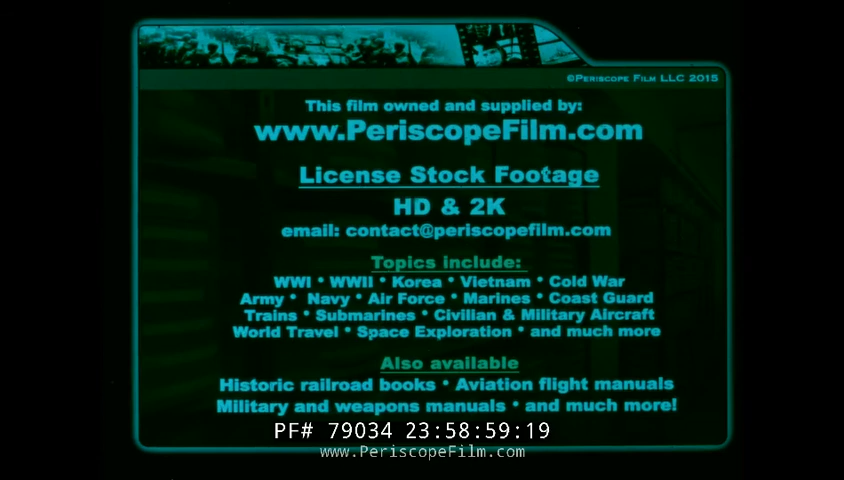 ©Periscope Film LLC 2015
This film owned and supplied by:
www.PeriscopeFilm.com
License Stock Footage
HD & 2K
email: contact@periscopefilm.com
Topics include:
WWI • WWII • Korea • Vietnam • Cold War
Army • Navy • Air Force • Marines • Coast Guard
Trains • Submarines • Civilian & Military Aircraft
World Travel • Space Exploration • and much more
Also available
Historic railroad books • Aviation flight manuals
Military and weapons manuals • and much more!
PF# 79034 23:58:59:19
www.PeriscopeFilm.com